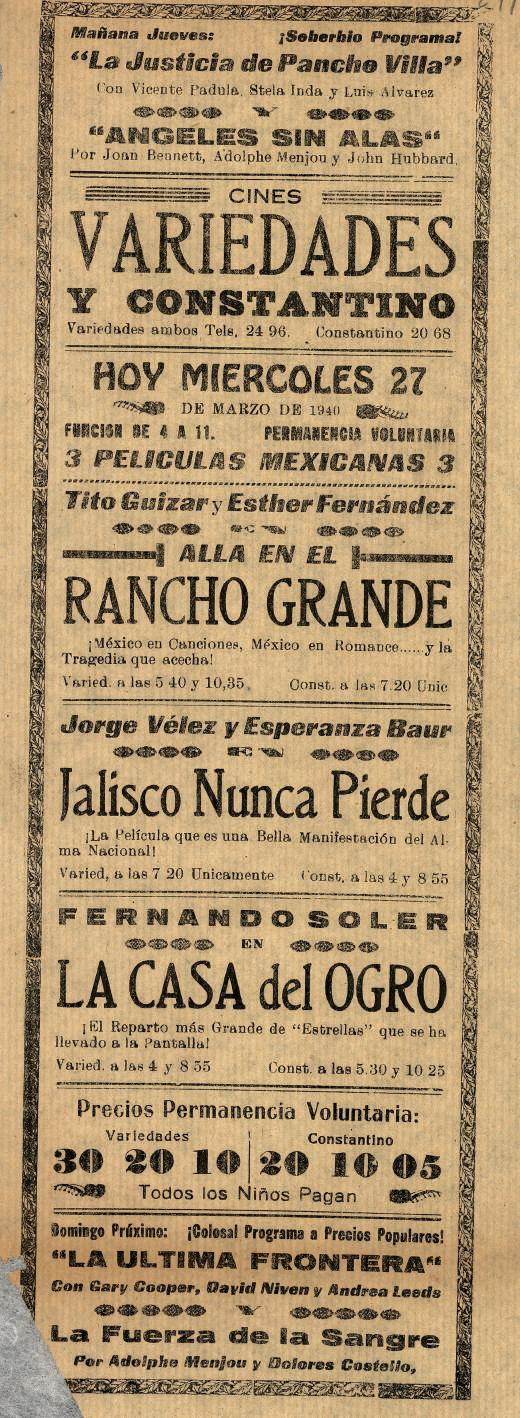 Mañana Jueves: ¡Soberbio Programa!
"La Justicia de Pancho Villa"
Con Vicente Padula, Stela Inda y Luis Alvarez
"ANGELES SIN ALAS"
Por Joan Bennett, Adolphe Menjou y John Hubbard.
CINES
VARIEDADES
Y CONSTANTINO
Variedades ambos Tels. 24 96. Constantino 20 68
HOY MIERCOLES 27
DE MARZO DE 1940
FUNCION DE 4 A 11. PERMANENCIA VOLUNTARIA
3 PELICULAS MEXICANAS 3
Tito Guizar y Esther Fernández
ALLA EN EL
RANCHO GRANDE
¡México en Canciones, México en Romance......y la
Tragedia que acecha!
Varied. a las 5 40 y 10,35. Const. a las 7.20 Unic
Jorge Vélez y Esperanza Baur
Jalisco Nunca Pierde
¡La Película que es una Bella Manifestación del Al-
ma Nacional!
Varied, a las 7 20 Unicamente Const. a las 4 y 8 55
FERNANDO SOLER
EN
LA CASA del OGRO
¡El Reparto más Grande de "Estrellas" que se ha
llevado a la Pantalla!
Varied. a las 4 y 8 55 Const. a las 5.30 y 10 25
Precios Permanencia Voluntaria:
Variedades Constantino
30 20 10 20 10 05
Todos los Niños Pagan
Domingo Próximo: ¡Colosal Programa a Precios Populares!
"LA ULTIMA FRONTERA"
Con Gary Cooper, David Niven y Andrea Leeds
La Fuerza de la Sangre
Por Adolphe Menjou y Dolores Costello,